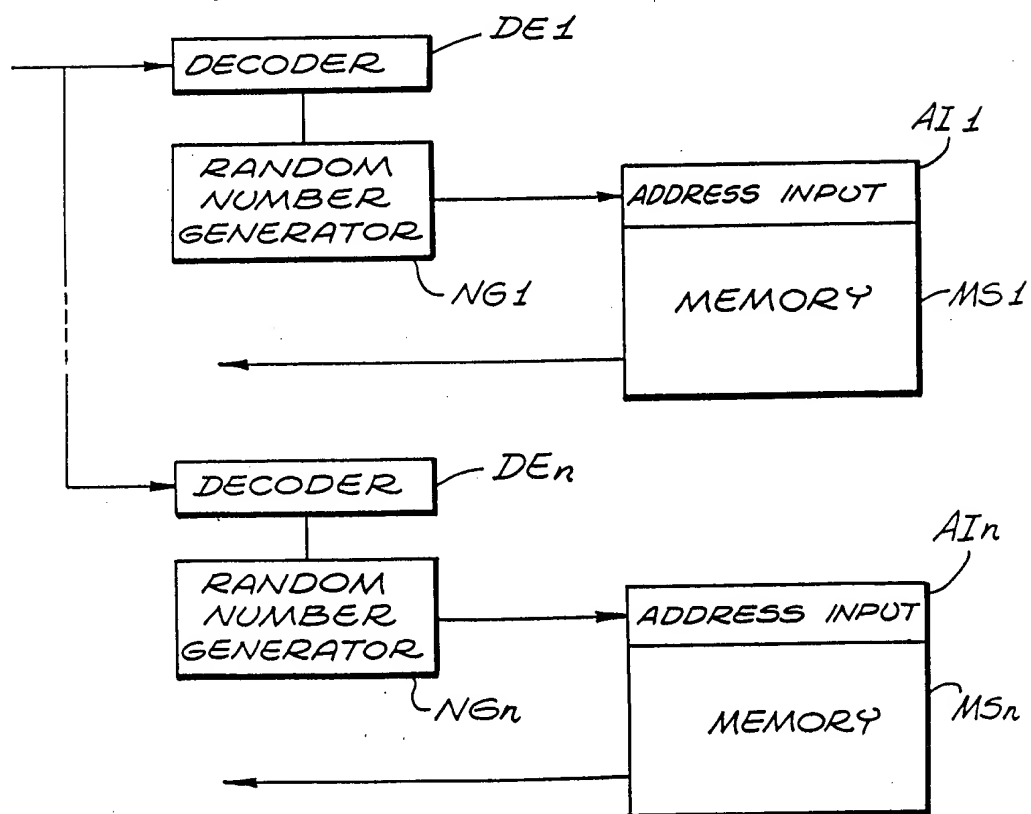 DE1
DECODER
AI1
RANDOM
NUMBER
GENERATOR
ADDRESS INPUT
NG1
MEMORY
MS1
DEn
DECODER
AIn
RANDOM
NUMBER
GENERATOR
ADDRESS INPUT
NGn
MEMORY
MSn